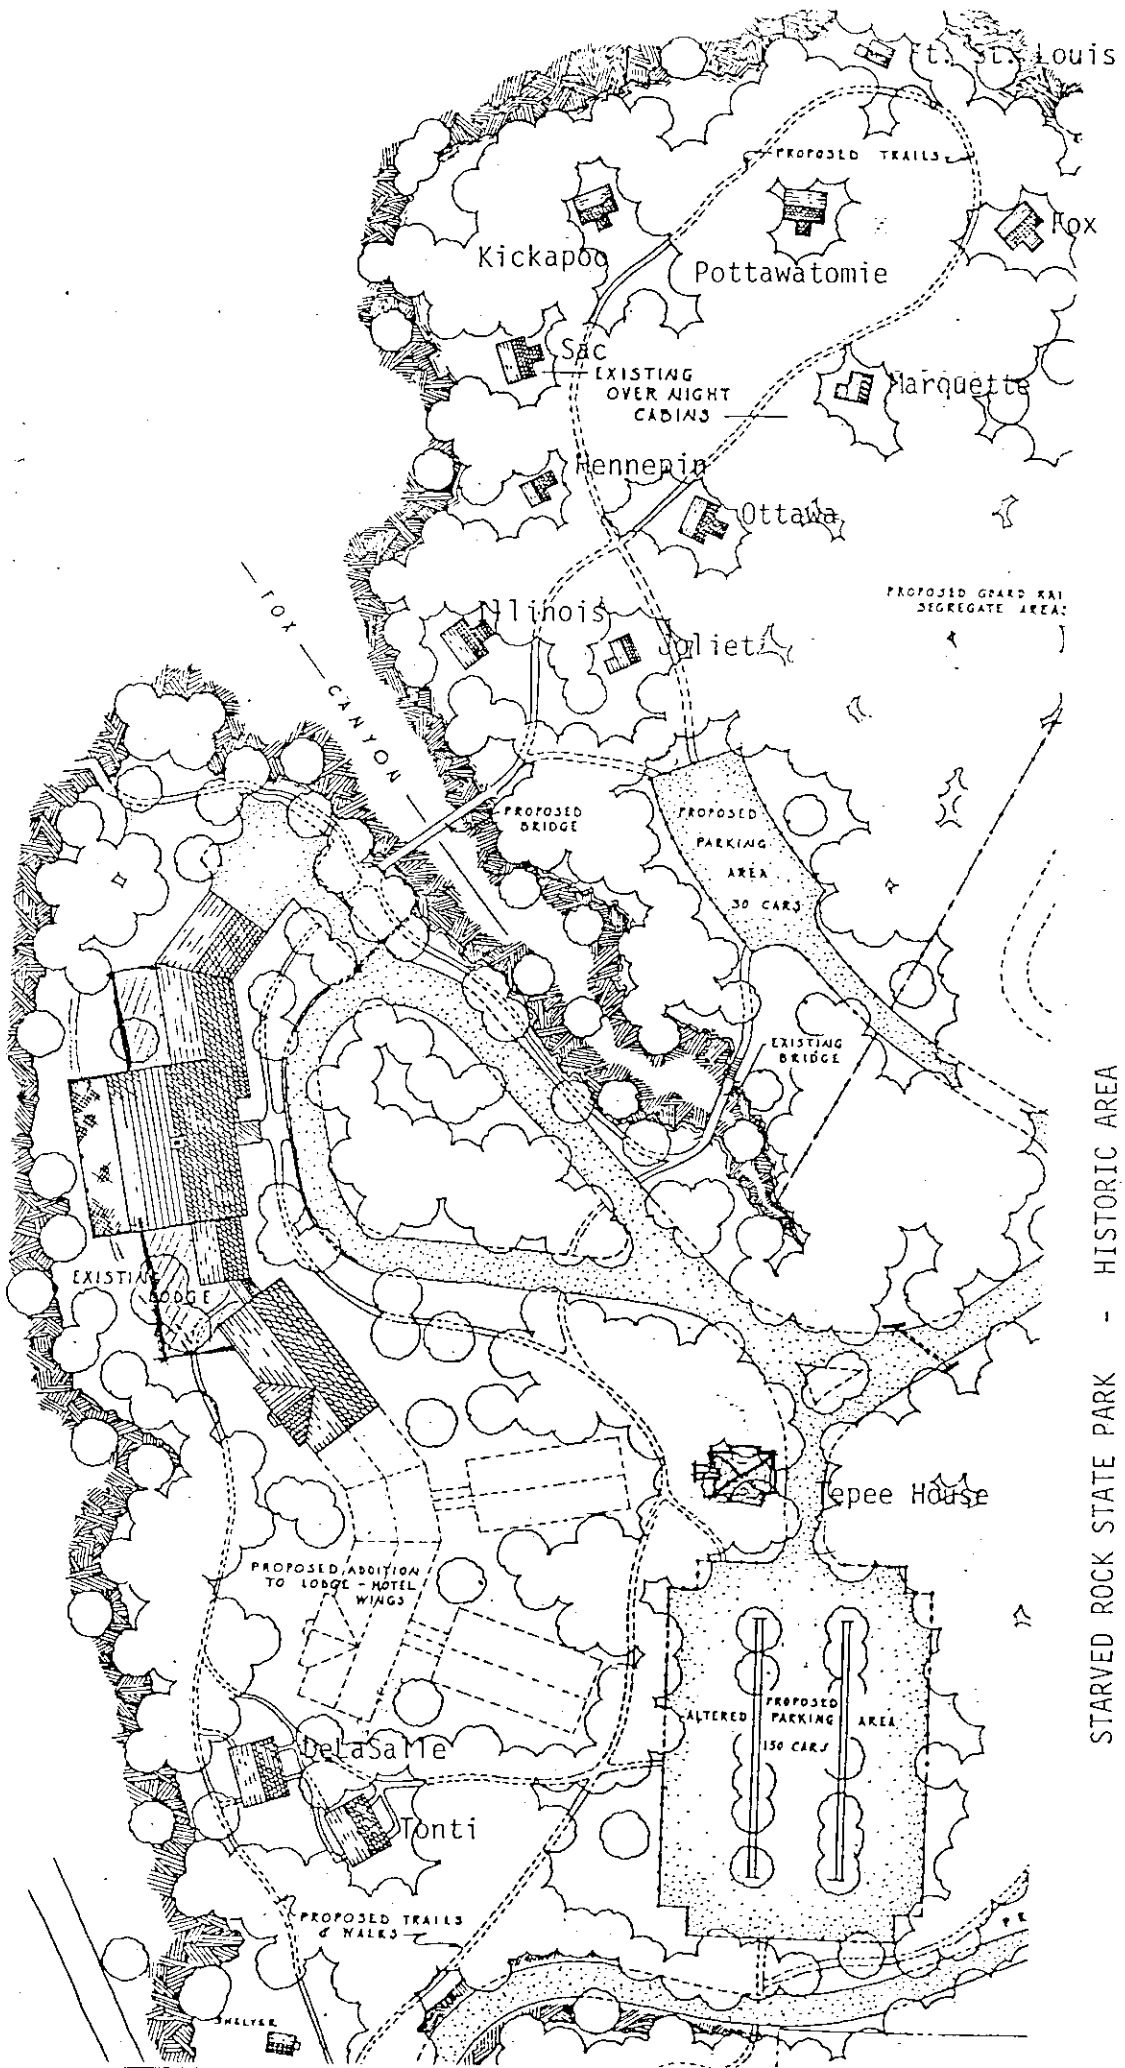 Ft. St. Louis
PROPOSED TRAILS
Kickapoo
Pottawatomie
Fox
Sac
EXISTING
OVER NIGHT
CABINS
Marquette
Hennepin
Ottawa
PROPOSED GUARD RAI
SEGREGATE AREA
Illinois
Joliet
FOX CANYON
PROPOSED
BRIDGE
PROPOSED
PARKING
AREA
30 CARS
EXISTING
BRIDGE
EXISTING
LODGE
Tepee House
PROPOSED ADDITION
TO LODGE - HOTEL
WINGS
ALTERED PROPOSED
PARKING AREA
150 CARS
DeLaSalle
Tonti
PROPOSED TRAILS
& WALKS
PR
SHELTER
STARVED ROCK STATE PARK - HISTORIC AREA